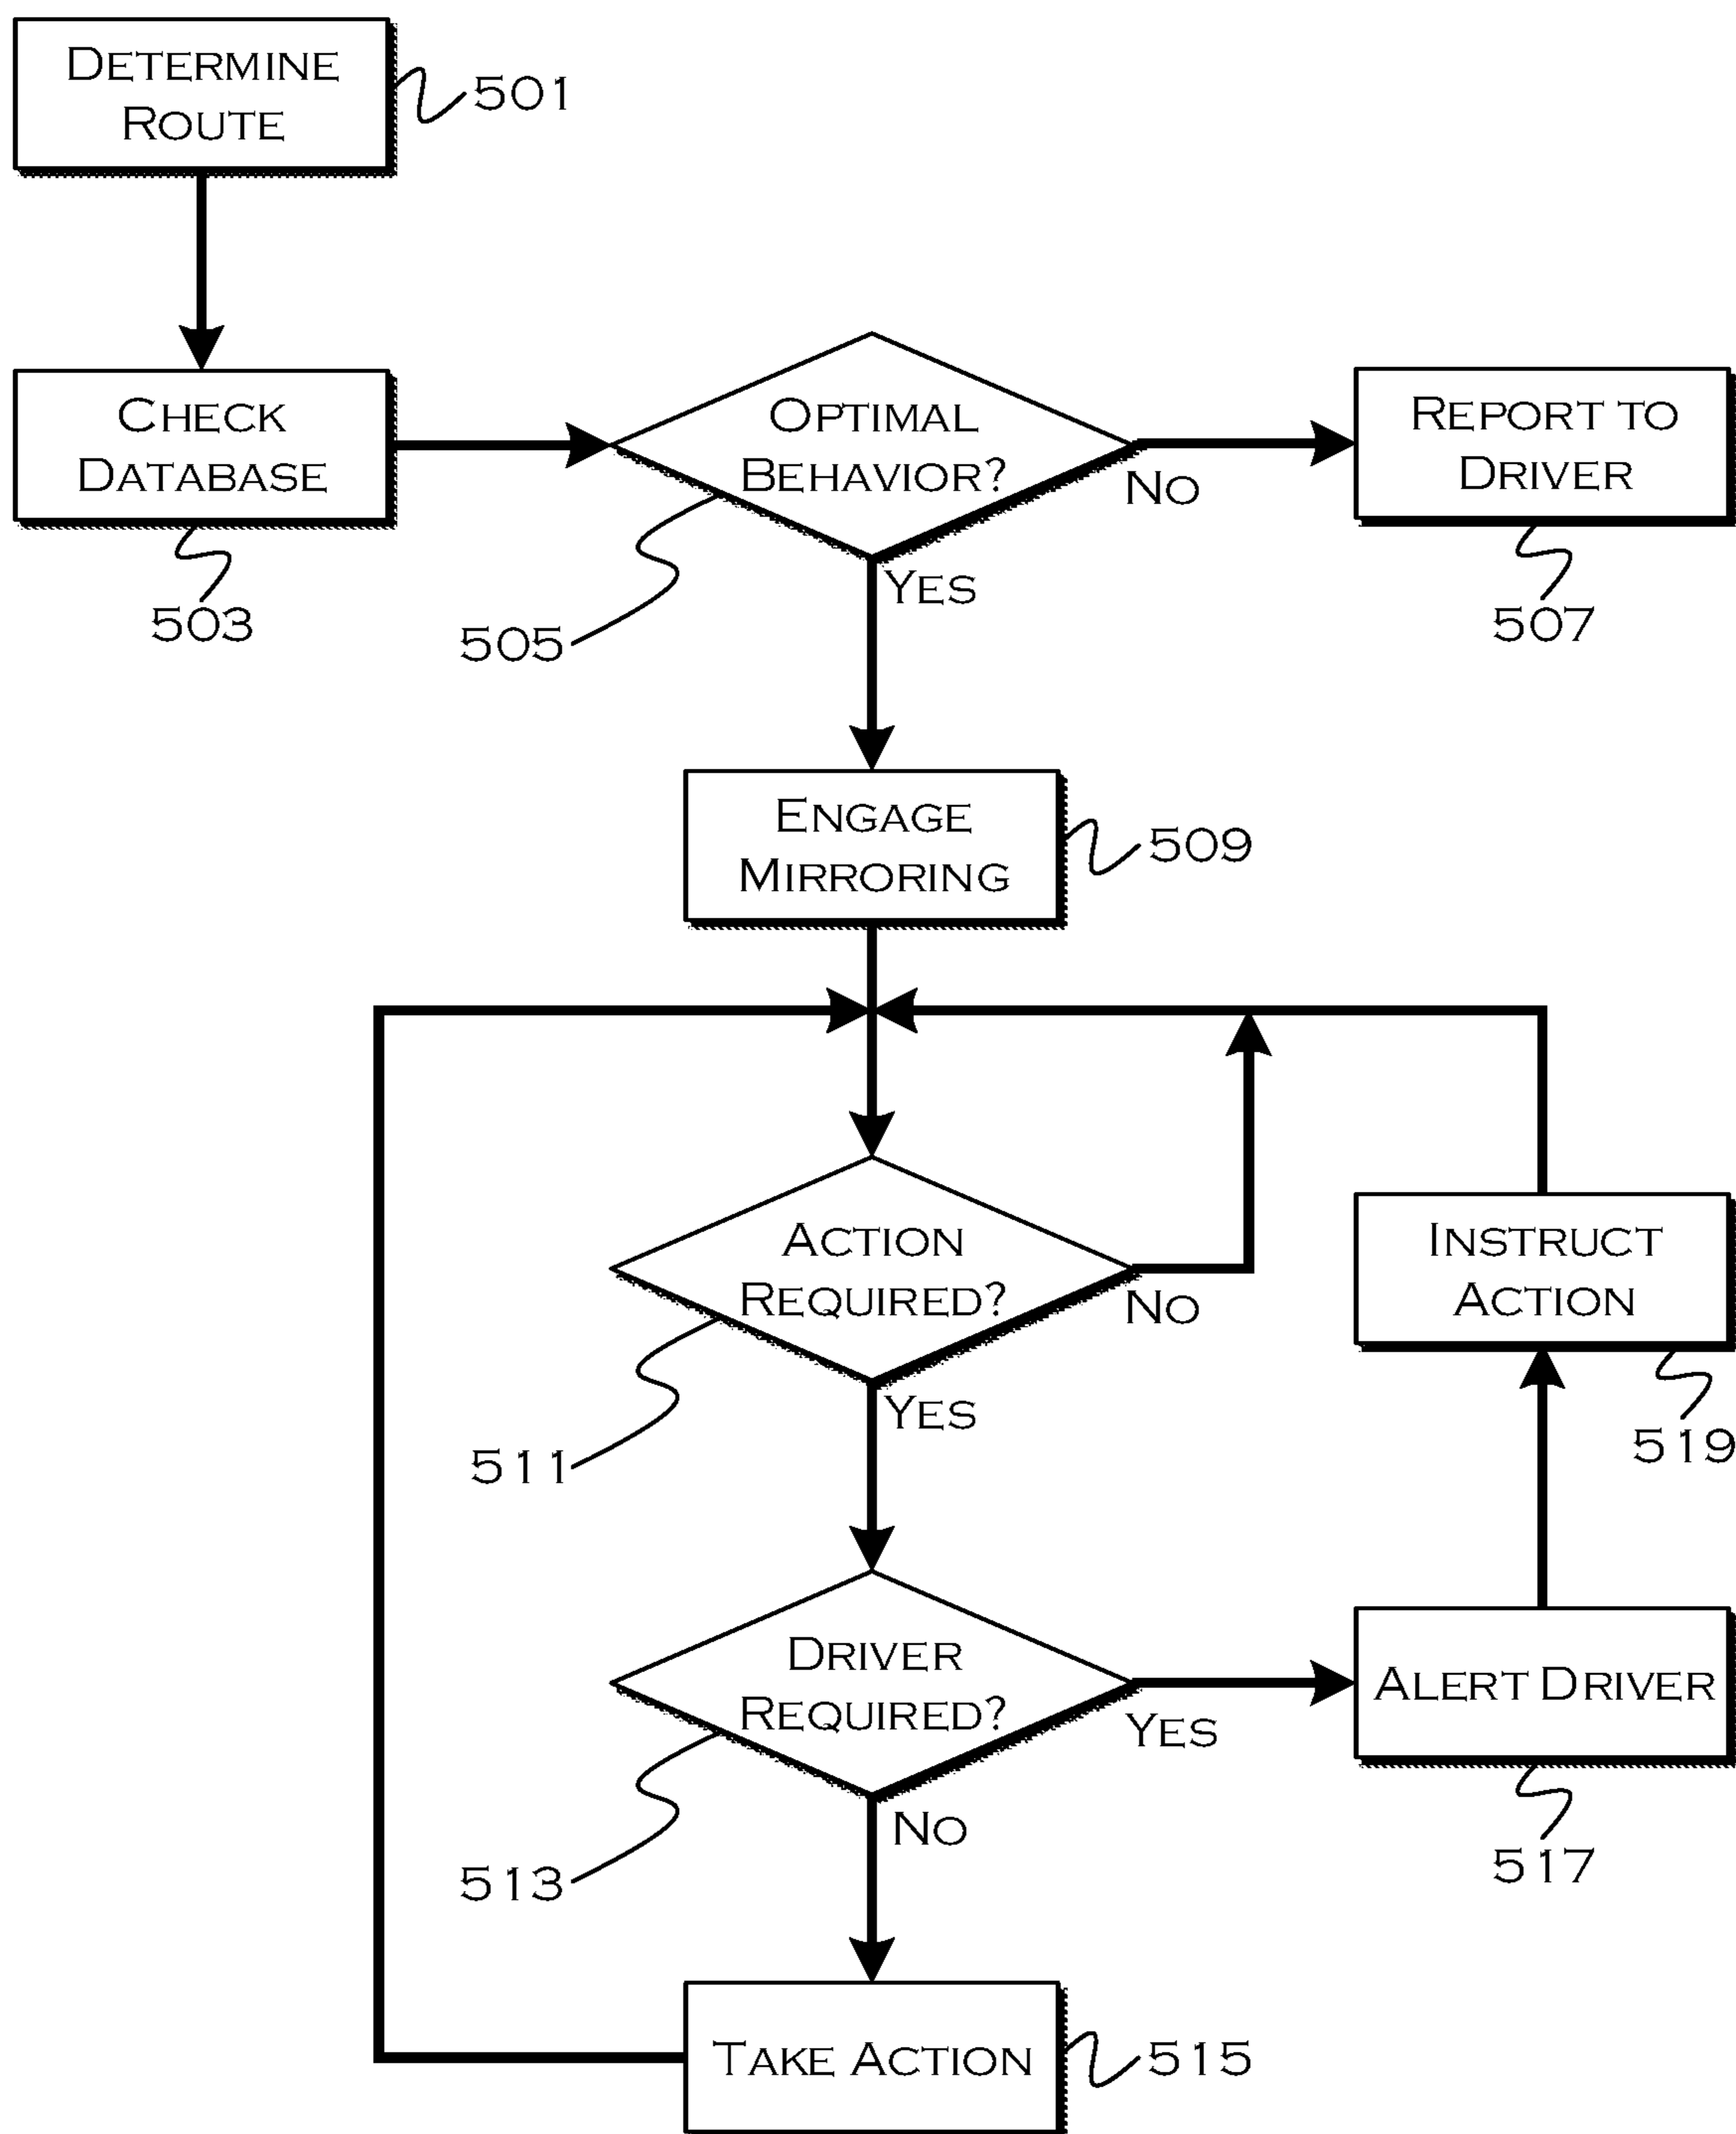 DETERMINE
ROUTE
501
CHECK
DATABASE
503
OPTIMAL
BEHAVIOR?
505
NO
YES
REPORT TO
DRIVER
507
ENGAGE
MIRRORING
509
ACTION
REQUIRED?
511
NO
YES
INSTRUCT
ACTION
519
DRIVER
REQUIRED?
513
YES
NO
ALERT DRIVER
517
TAKE ACTION
515